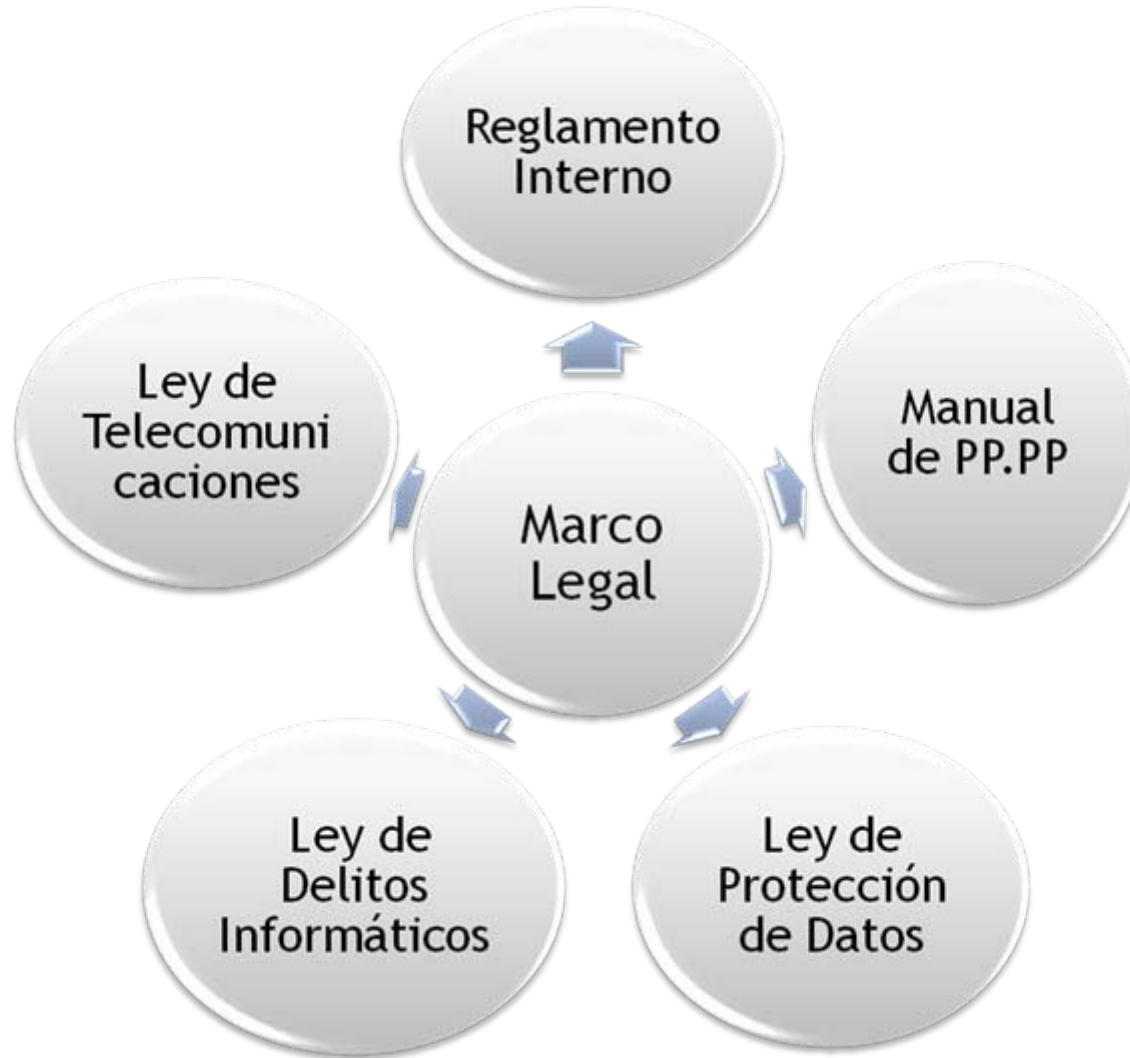 Reglamento
Interno
Ley de
Telecomuni
caciones
Manual
de PP.PP
Marco
Legal
Ley de
Delitos
Informáticos
Ley de
Protección
de Datos